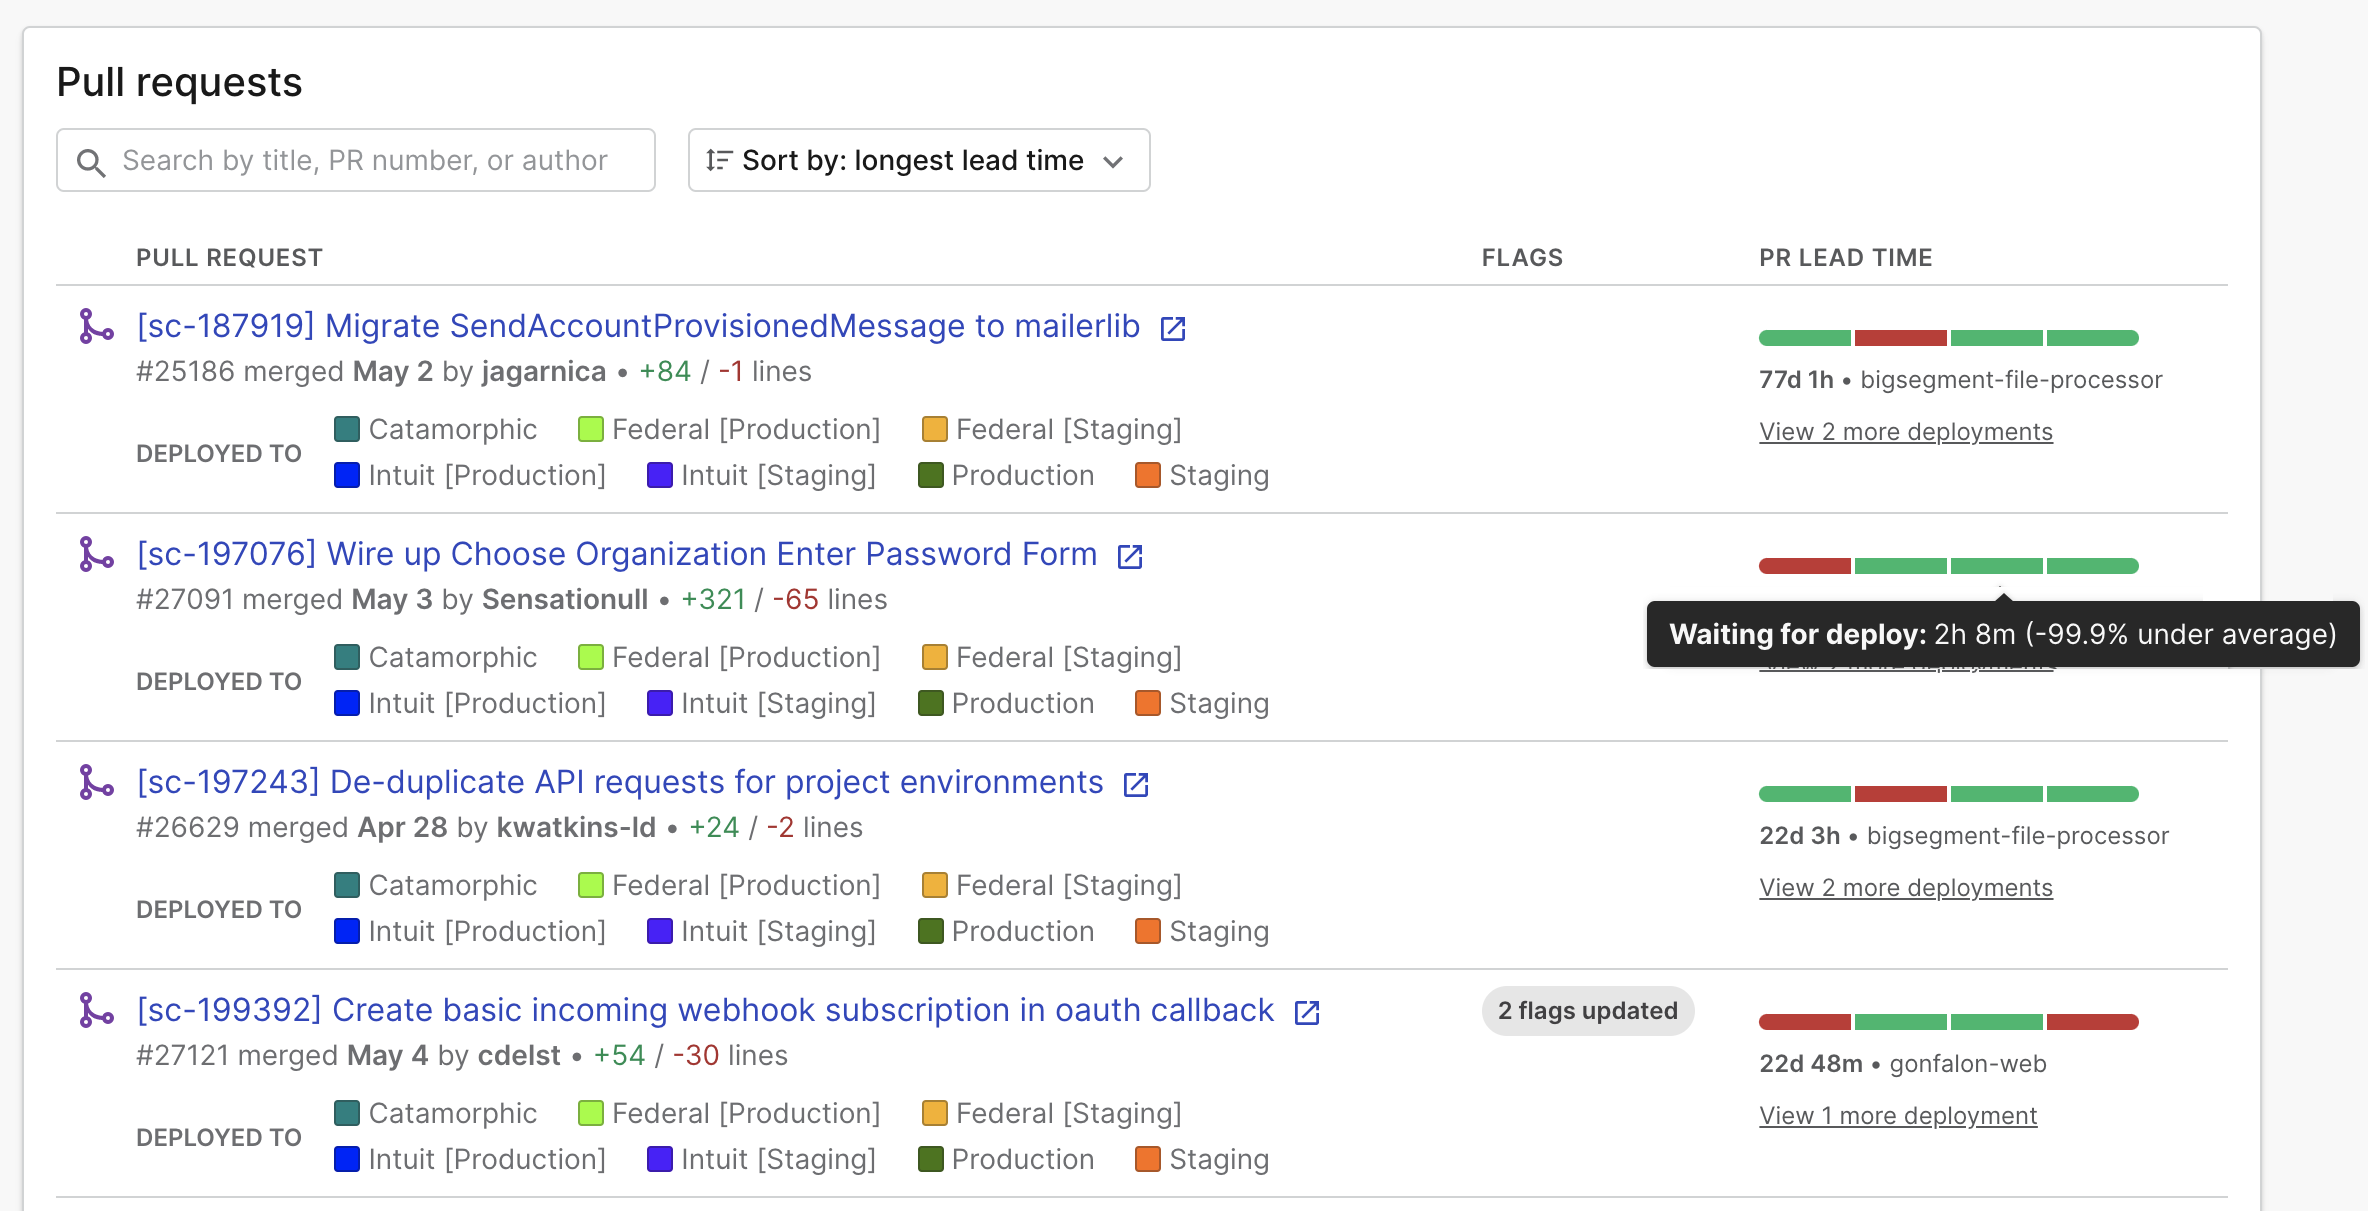 Pull requests
Search by title, PR number, or author
Sort by: longest lead time
PULL REQUEST FLAGS PR LEAD TIME
[sc-187919] Migrate SendAccountProvisionedMessage to mailerlib
#25186 merged May 2 by jagarnica • +84 / -1 lines
DEPLOYED TO
Catamorphic Federal [Production] Federal [Staging]
Intuit [Production] Intuit [Staging] Production Staging
77d 1h • bigsegment-file-processor
View 2 more deployments
[sc-197076] Wire up Choose Organization Enter Password Form
#27091 merged May 3 by Sensationull • +321 / -65 lines
DEPLOYED TO
Catamorphic Federal [Production] Federal [Staging]
Intuit [Production] Intuit [Staging] Production Staging
Waiting for deploy: 2h 8m (-99.9% under average)
[sc-197243] De-duplicate API requests for project environments
#26629 merged Apr 28 by kwatkins-ld • +24 / -2 lines
DEPLOYED TO
Catamorphic Federal [Production] Federal [Staging]
Intuit [Production] Intuit [Staging] Production Staging
22d 3h • bigsegment-file-processor
View 2 more deployments
[sc-199392] Create basic incoming webhook subscription in oauth callback
#27121 merged May 4 by cdelst • +54 / -30 lines
DEPLOYED TO
Catamorphic Federal [Production] Federal [Staging]
Intuit [Production] Intuit [Staging] Production Staging
2 flags updated
22d 48m • gonfalon-web
View 1 more deployment